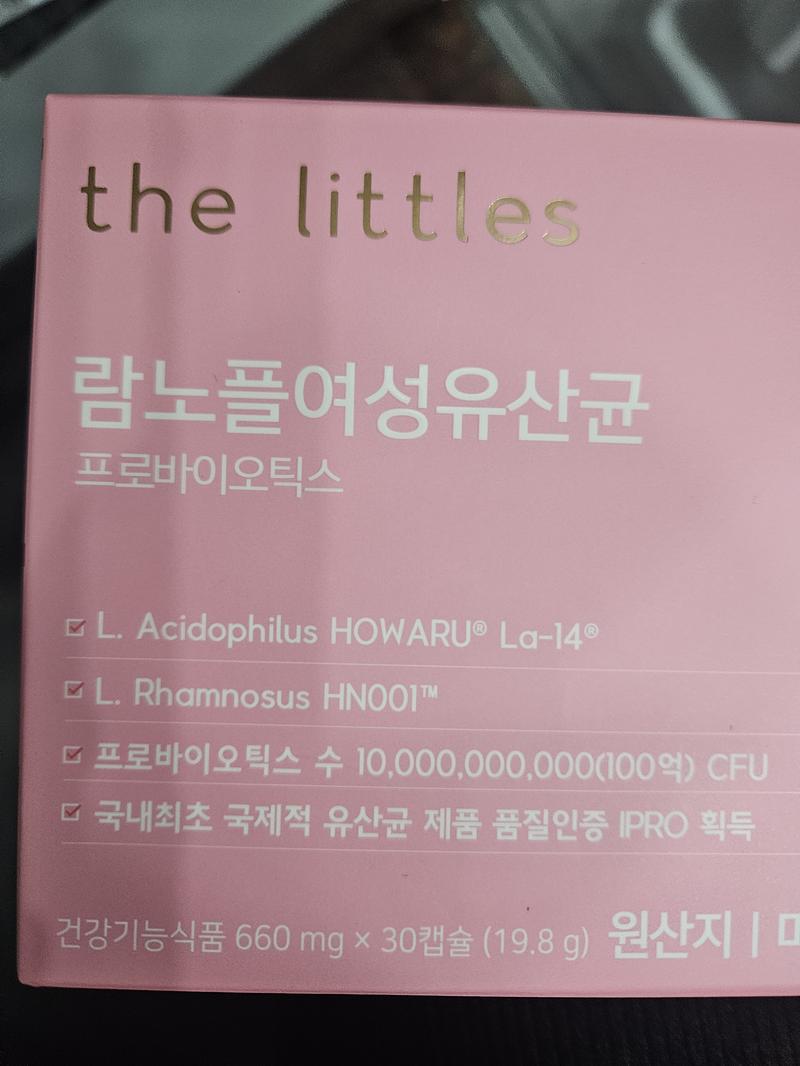 the littles
람노플여성유산균
프로바이오틱스
L. Acidophilus HOWARU® La-14®
L. Rhamnosus HN001™
프로바이오틱스 수 10,000,000,000(100억) CFU
국내최초 국제적 유산균 제품 품질인증 IPRO 획득
건강기능식품 660 mg × 30캡슐 (19.8 g) 원산지 |